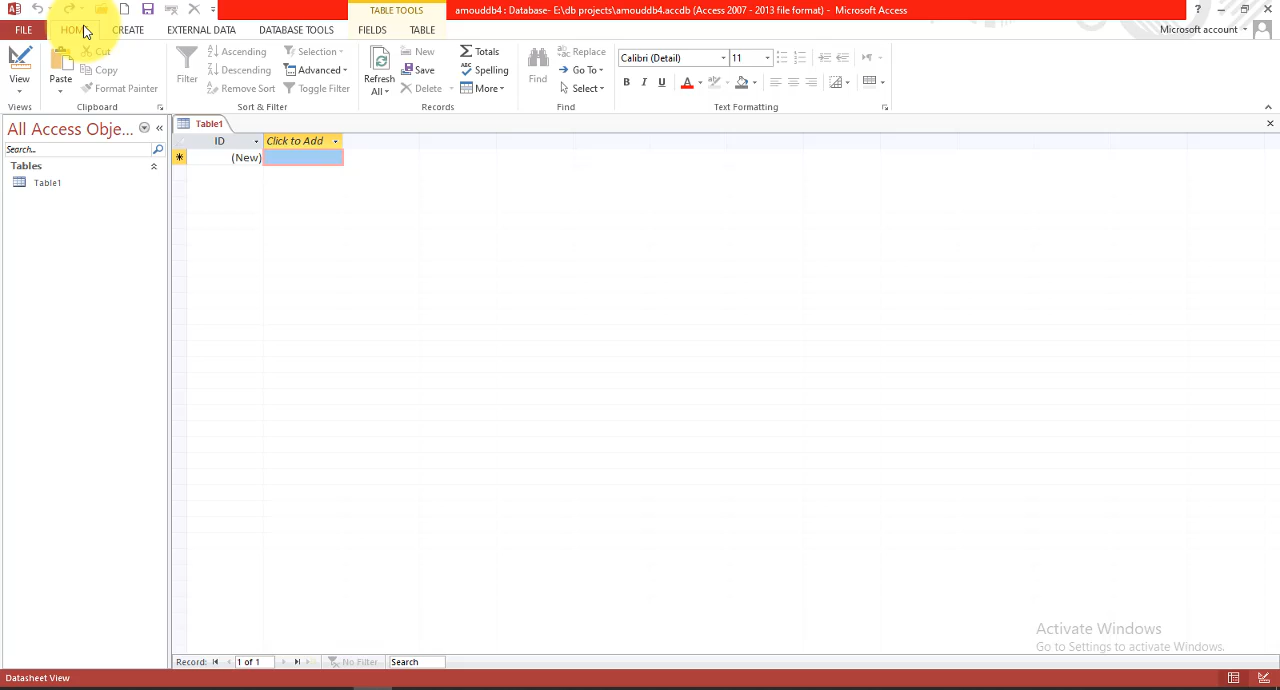 TABLE TOOLS
amouddb4 : Database- E:\db projects\amouddb4.accdb (Access 2007 - 2013 file format) - Microsoft Access
?
FILE HOME CREATE EXTERNAL DATA DATABASE TOOLS FIELDS TABLE
Microsoft account
View
Views
Paste
Cut
Copy
Format Painter
Clipboard
Filter
Ascending
Descending
Remove Sort
Selection
Advanced
Toggle Filter
Sort & Filter
Refresh
All
New
Save
Delete
Totals
Spelling
More
Records
Find
Replace
Go To
Select
Find
Calibri (Detail) 11
B I U A
Text Formatting
All Access Obje...
Search...
Tables
Table1
Table1
ID Click to Add
(New)
Activate Windows
Go to Settings to activate Windows.
Record: 1 of 1 No Filter Search
Datasheet View